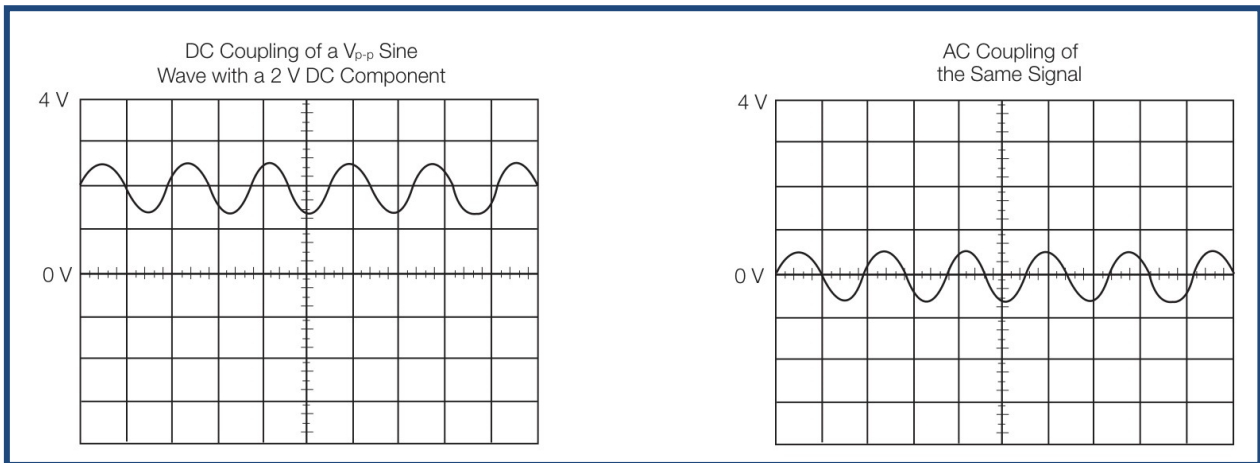 DC Coupling of a Vp-p Sine
Wave with a 2 V DC Component
4 V
0 V
AC Coupling of
the Same Signal
4 V
0 V